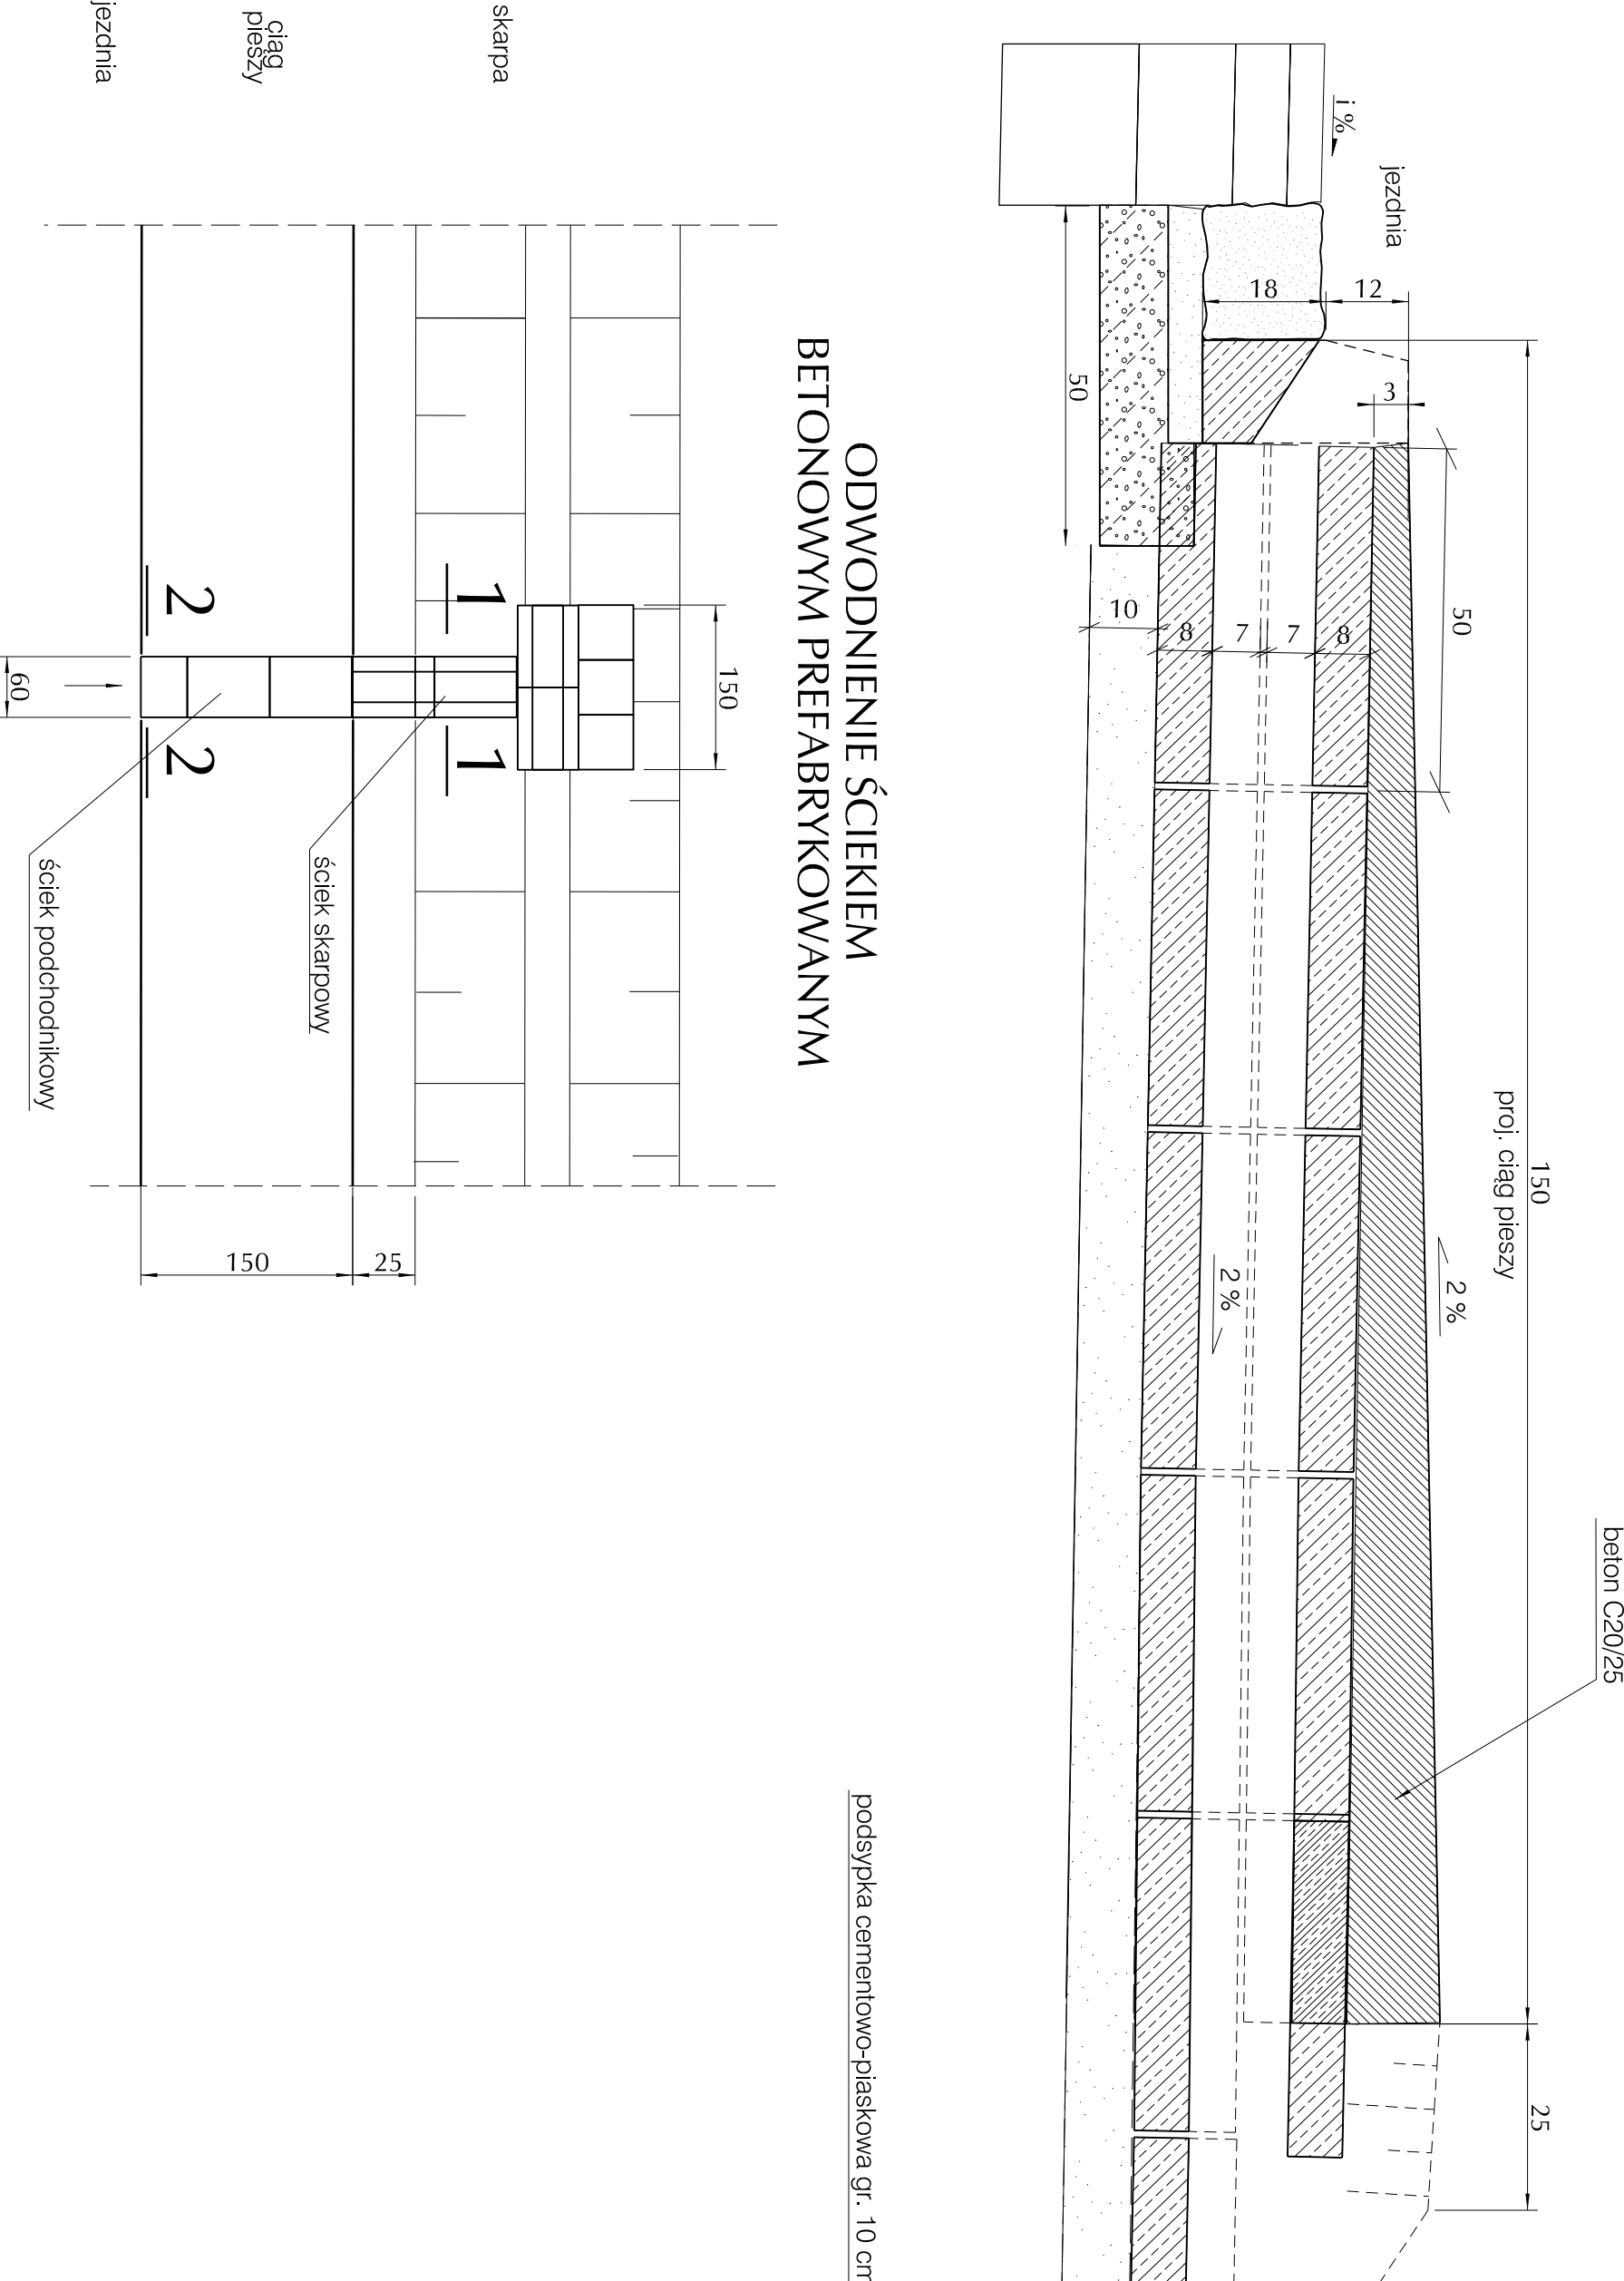 beton C20/25
150
25
proj. ciąg pieszy
2 %
50
jezdnia
i %
12
3
18
8
7
7
8
10
2 %
50
ODWODNIENIE ŚCIEKIEM
BETONOWYM PREFABRYKOWANYM
podsypka cementowo-piaskowa gr. 10 cm
150
skarpa
1
1
25
ściek skarpowy
ciąg
pieszy
150
2
2
jezdnia
ściek podchodnikowy
60